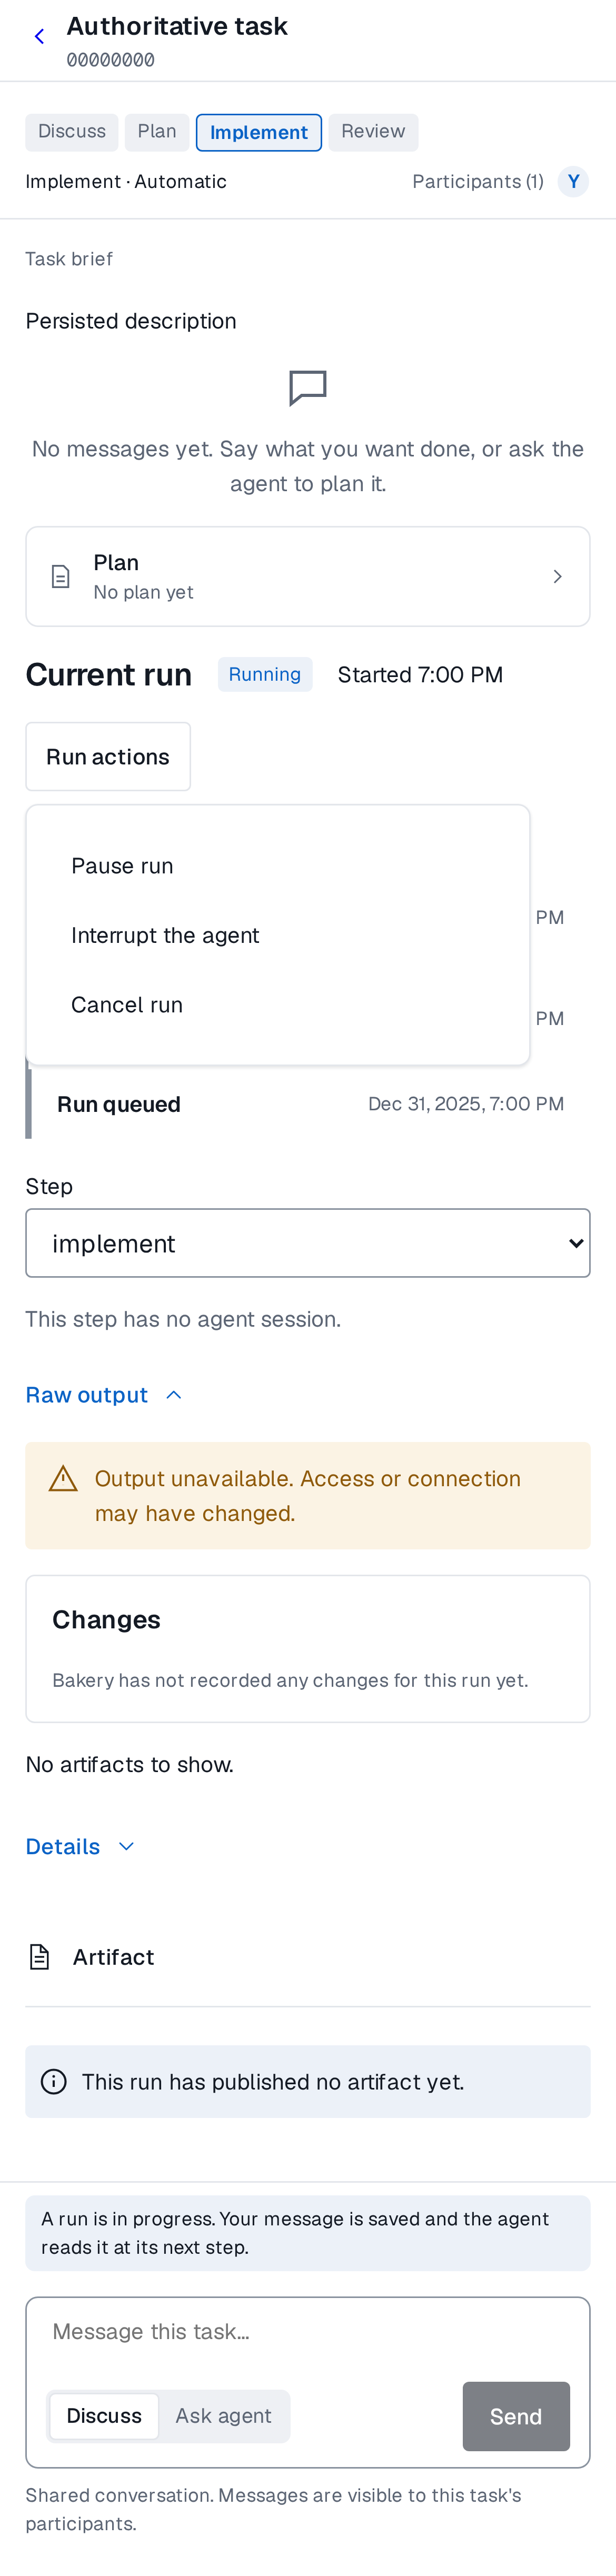 Authoritative task
00000000
Discuss
Plan
Implement
Review
Implement · Automatic
Participants (1)
Y
Task brief
Persisted description
No messages yet. Say what you want done, or ask the
agent to plan it.
Plan
No plan yet
Current run
Running
Started 7:00 PM
Run actions
Pause run
Interrupt the agent
Cancel run
PM
PM
Run queued
Dec 31, 2025, 7:00 PM
Step
implement
This step has no agent session.
Raw output
Output unavailable. Access or connection
may have changed.
Changes
Bakery has not recorded any changes for this run yet.
No artifacts to show.
Details
Artifact
This run has published no artifact yet.
A run is in progress. Your message is saved and the agent
reads it at its next step.
Message this task...
Discuss
Ask agent
Send
Shared conversation. Messages are visible to this task's
participants.